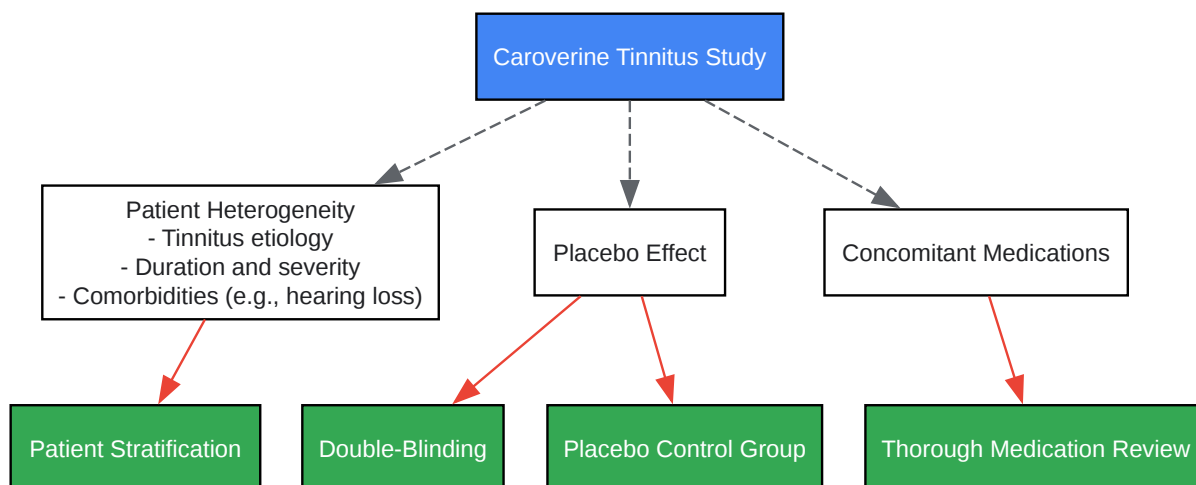 Caroverine Tinnitus Study
Patient Heterogeneity
- Tinnitus etiology
- Duration and severity
- Comorbidities (e.g., hearing loss)
Placebo Effect
Concomitant Medications
Patient Stratification
Double-Blinding
Placebo Control Group
Thorough Medication Review